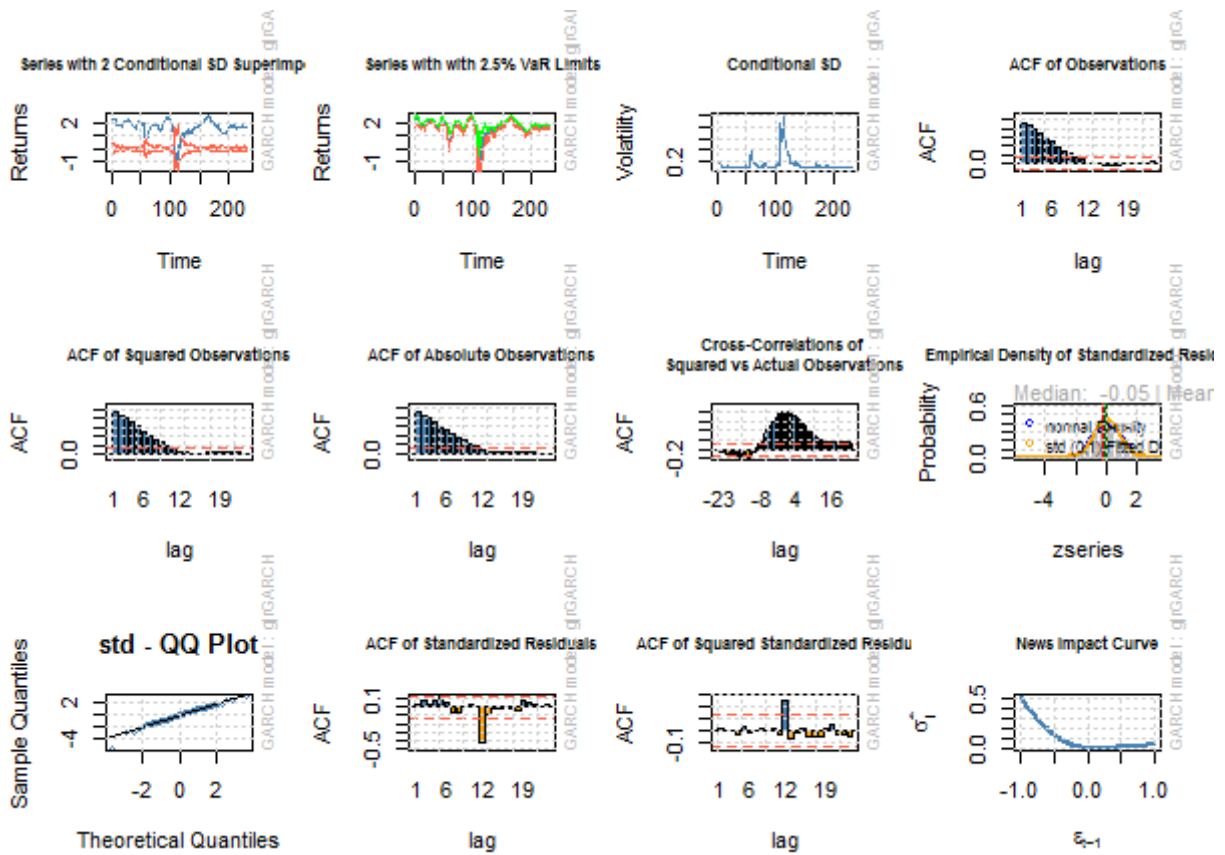 Series with 2 Conditional SD Superimp
Returns
2
-1
0 100 200
Time
GARCH model : gjrGA
Series with with 2.5% VaR Limits
Returns
2
-1
0 100 200
Time
GARCH model : gjrGA
Conditional SD
Volatility
0.2
0 100 200
Time
GARCH model : gjrGA
ACF of Observations
ACF
0.0
1 6 12 19
lag
GARCH model : gjrGA
ACF of Squared Observations
ACF
0.0
1 6 12 19
lag
GARCH model : gjrGARCH
ACF of Absolute Observations
ACF
0.0
1 6 12 19
lag
GARCH model : gjrGARCH
Cross-Correlations of
Squared vs Actual Observations
ACF
-0.2
-23 -8 4 16
lag
GARCH model : gjrGARCH
Empirical Density of Standardized Resid
Median: -0.05 | Mean
Probability
0.6
0.0
normal
std (0,1)
-4 0 2
zseries
GARCH model : gjrGARCH
std - QQ Plot
Sample Quantiles
2
-4
-2 0 2
Theoretical Quantiles
GARCH model : gjrGARCH
ACF of Standardized Residuals
ACF
0.1
-0.5
1 6 12 19
lag
GARCH model : gjrGARCH
ACF of Squared Standardized Residu
ACF
-0.1
1 6 12 19
lag
GARCH model : gjrGARCH
News Impact Curve
0.5
0.0
-1.0 0.0 1.0
εt−1
GARCH model : gjrGARCH